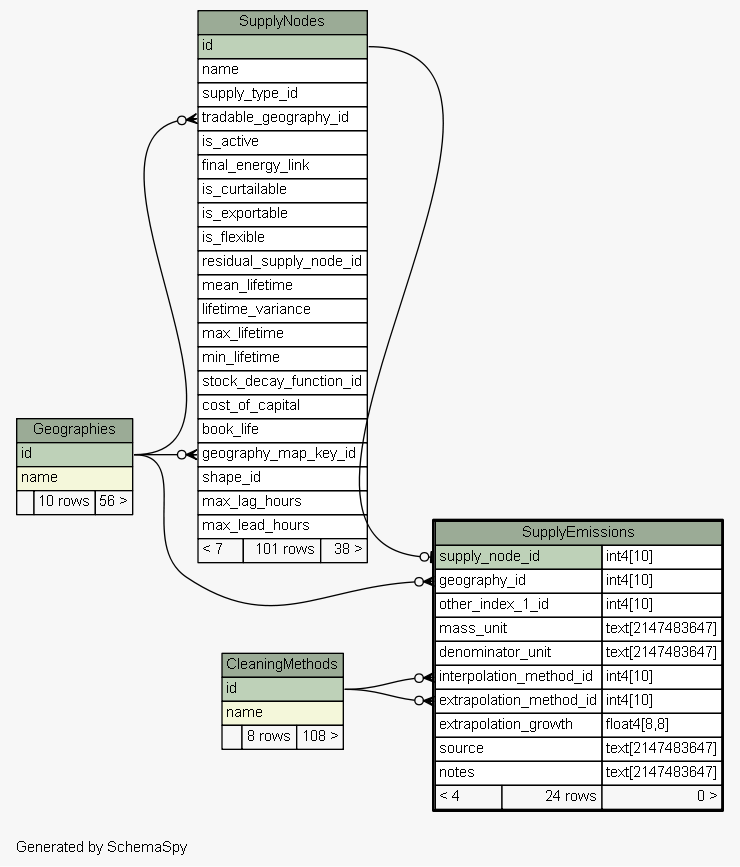 SupplyNodes
id
name
supply_type_id
tradable_geography_id
is_active
final_energy_link
is_curtailable
is_exportable
is_flexible
residual_supply_node_id
mean_lifetime
lifetime_variance
max_lifetime
min_lifetime
stock_decay_function_id
cost_of_capital
book_life
geography_map_key_id
shape_id
max_lag_hours
max_lead_hours
< 7 101 rows 38 >
Geographies
id
name
10 rows 56 >
SupplyEmissions
supply_node_id int4[10]
geography_id int4[10]
other_index_1_id int4[10]
mass_unit text[2147483647]
denominator_unit text[2147483647]
interpolation_method_id int4[10]
extrapolation_method_id int4[10]
extrapolation_growth float4[8,8]
source text[2147483647]
notes text[2147483647]
< 4 24 rows 0 >
CleaningMethods
id
name
8 rows 108 >
Generated by SchemaSpy